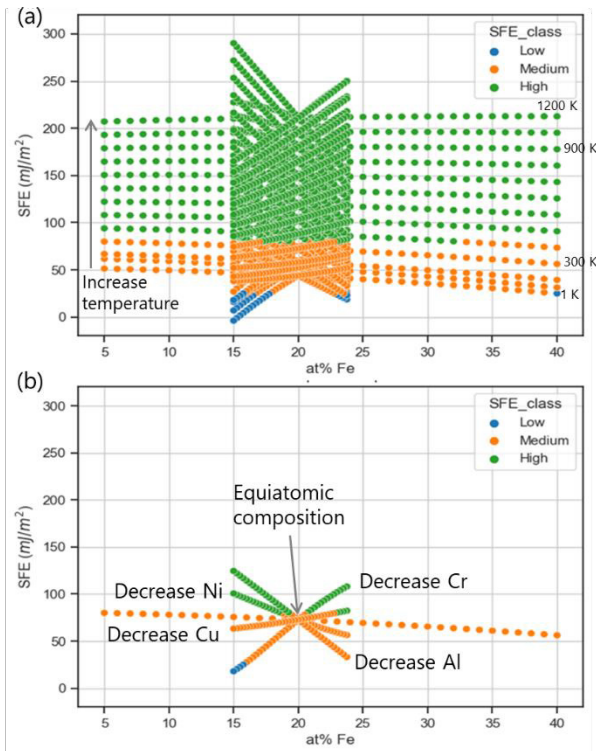 (a)
SFE_class
Low
Medium
High
300
250
200
150
100
50
0
SFE (mJ/m²)
1200 K
900 K
300 K
1 K
Increase
temperature
5
10
15
20
25
30
35
40
at% Fe
(b)
SFE_class
Low
Medium
High
300
250
200
150
100
50
0
SFE (mJ/m²)
Equiatomic
composition
Decrease Ni
Decrease Cr
Decrease Cu
Decrease Al
5
10
15
20
25
30
35
40
at% Fe